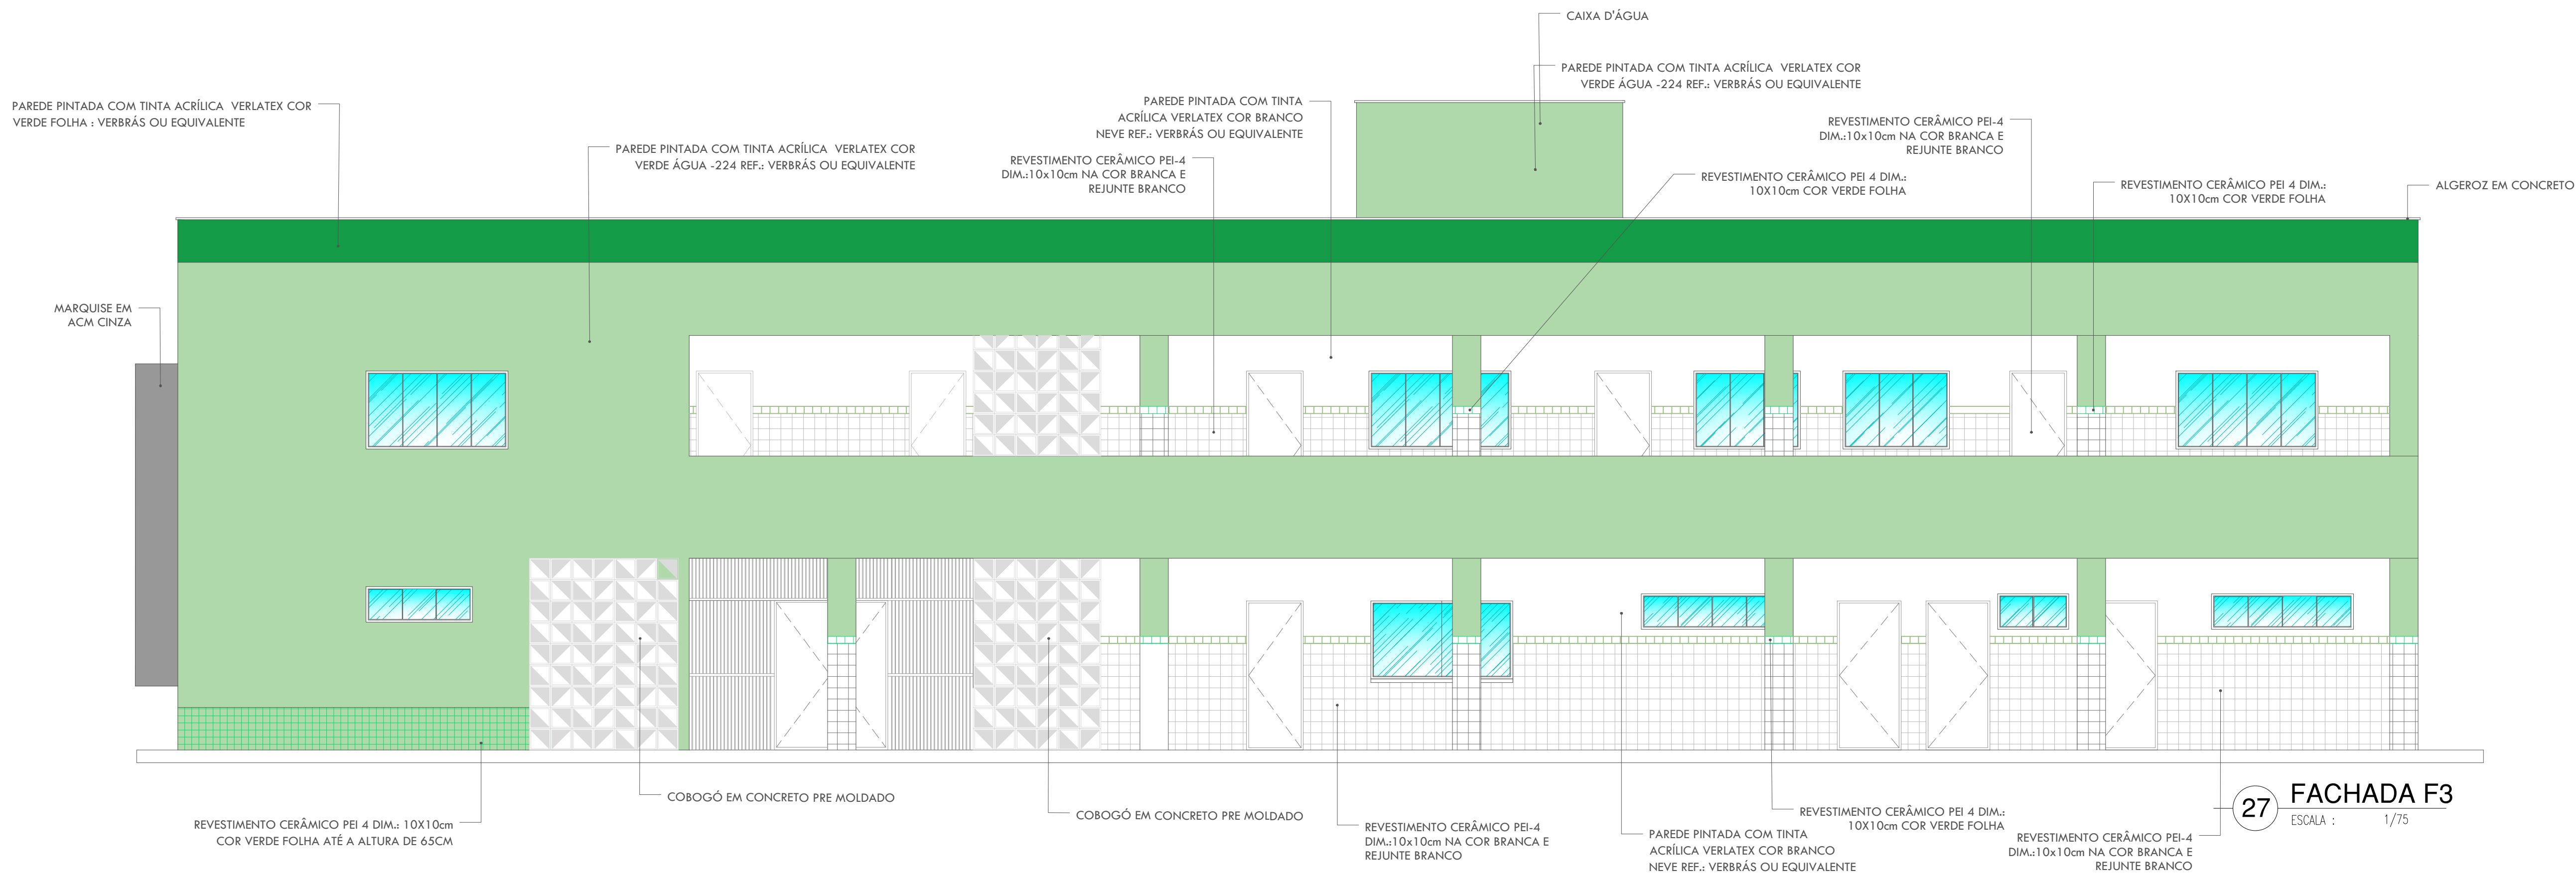 CAIXA D'ÁGUA
PAREDE PINTADA COM TINTA ACRÍLICA VERLATEX COR
VERDE ÁGUA -224 REF.: VERBRÁS OU EQUIVALENTE
PAREDE PINTADA COM TINTA ACRÍLICA VERLATEX COR
VERDE FOLHA : VERBRÁS OU EQUIVALENTE
PAREDE PINTADA COM TINTA
ACRÍLICA VERLATEX COR BRANCO
NEVE REF.: VERBRÁS OU EQUIVALENTE
REVESTIMENTO CERÂMICO PEI-4
DIM.:10x10cm NA COR BRANCA E
REJUNTE BRANCO
PAREDE PINTADA COM TINTA ACRÍLICA VERLATEX COR
VERDE ÁGUA -224 REF.: VERBRÁS OU EQUIVALENTE
REVESTIMENTO CERÂMICO PEI-4
DIM.:10x10cm NA COR BRANCA E
REJUNTE BRANCO
REVESTIMENTO CERÂMICO PEI 4 DIM.:
10X10cm COR VERDE FOLHA
REVESTIMENTO CERÂMICO PEI 4 DIM.:
10X10cm COR VERDE FOLHA
ALGEROZ EM CONCRETO
MARQUISE EM
ACM CINZA
COBOGÓ EM CONCRETO PRE MOLDADO
COBOGÓ EM CONCRETO PRE MOLDADO
REVESTIMENTO CERÂMICO PEI 4 DIM.: 10X10cm
COR VERDE FOLHA ATÉ A ALTURA DE 65CM
REVESTIMENTO CERÂMICO PEI-4
DIM.:10x10cm NA COR BRANCA E
REJUNTE BRANCO
PAREDE PINTADA COM TINTA
ACRÍLICA VERLATEX COR BRANCO
NEVE REF.: VERBRÁS OU EQUIVALENTE
REVESTIMENTO CERÂMICO PEI 4 DIM.:
10X10cm COR VERDE FOLHA
REVESTIMENTO CERÂMICO PEI-4
DIM.:10x10cm NA COR BRANCA E
REJUNTE BRANCO
27 FACHADA F3
ESCALA : 1/75